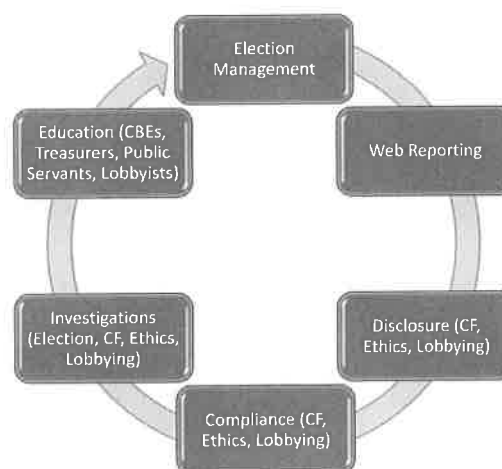 Election
Management
Web Reporting
Disclosure (CF,
Ethics, Lobbying)
Compliance (CF,
Ethics, Lobbying)
Investigations
(Election, CF, Ethics,
Lobbying)
Education (CBEs,
Treasurers, Public
Servants, Lobbyists)